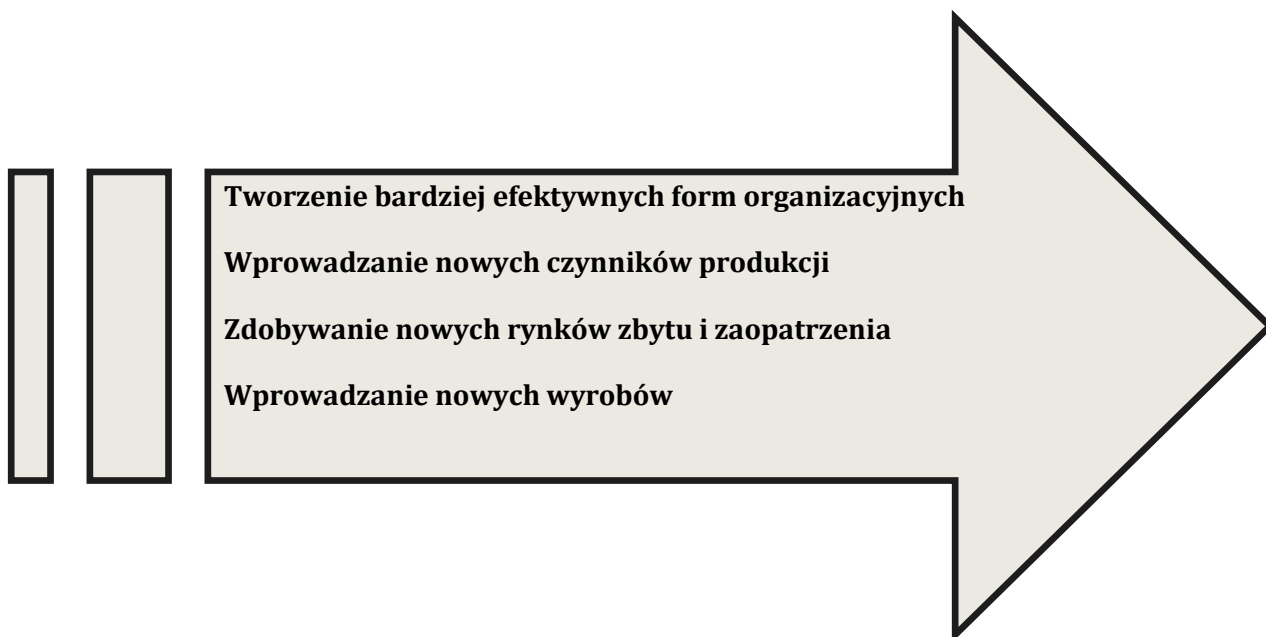 Tworzenie bardziej efektywnych form organizacyjnych
Wprowadzanie nowych czynników produkcji
Zdobywanie nowych rynków zbytu i zaopatrzenia
Wprowadzanie nowych wyrobów